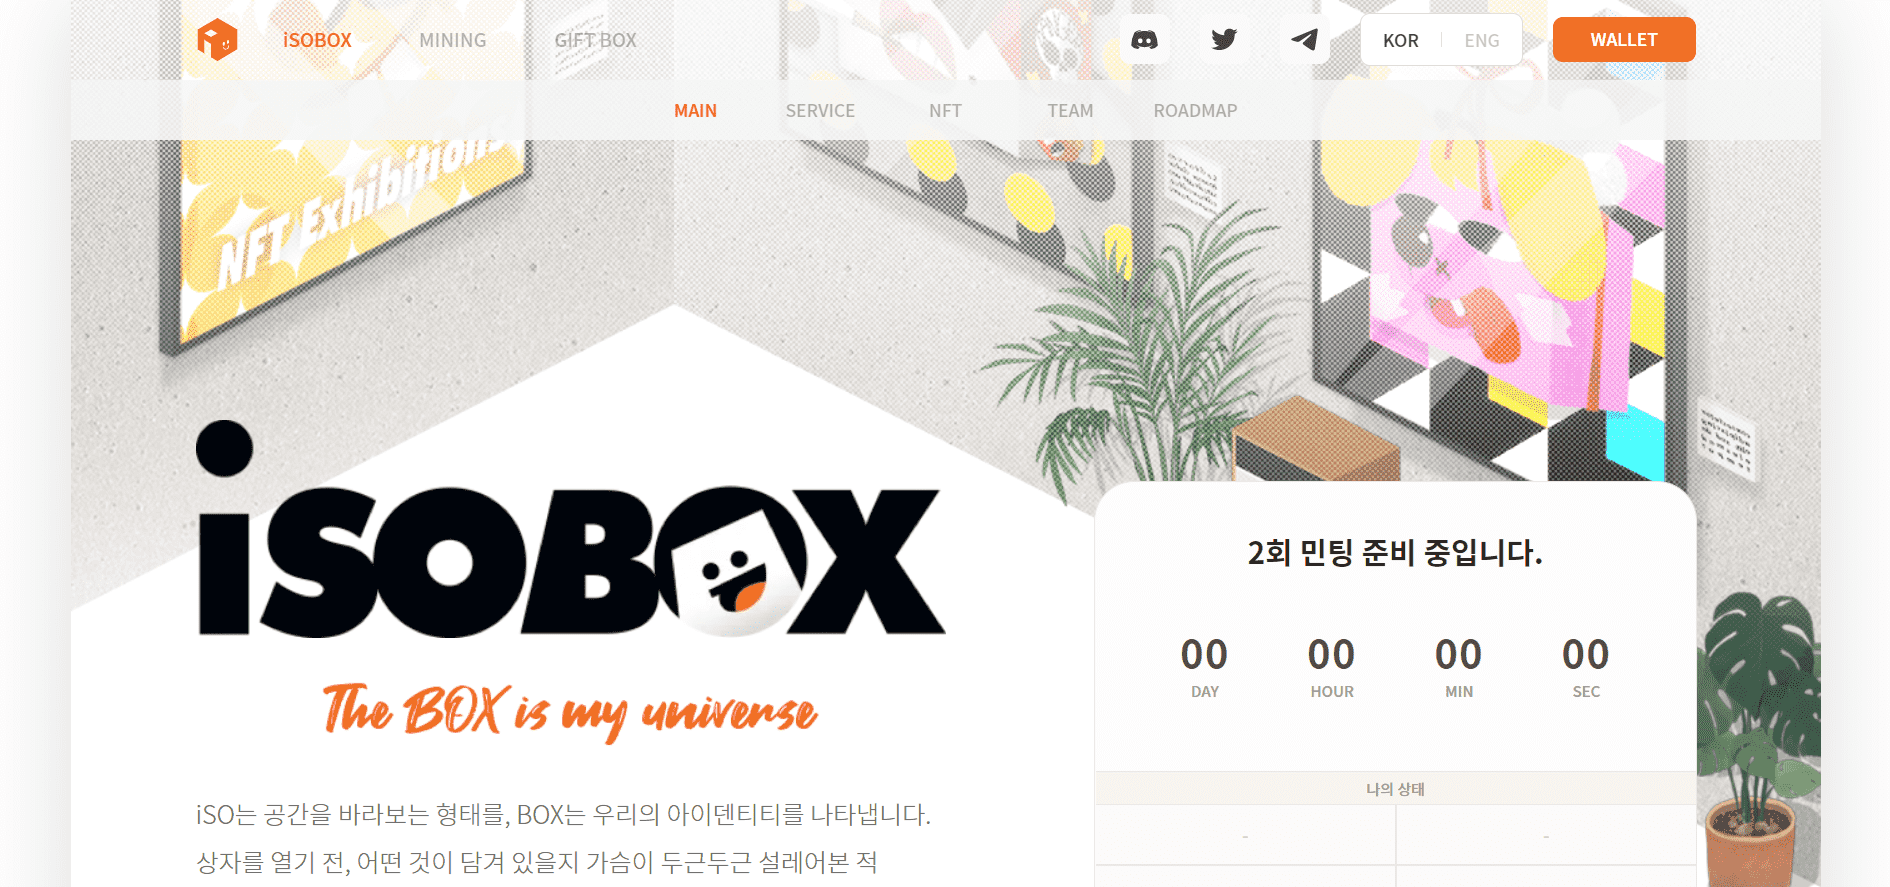 iSOBOX
MINING
GIFT BOX
KOR
ENG
WALLET
MAIN
SERVICE
NFT
TEAM
ROADMAP
NFT Exhibitions
iSOBOX
The BOX is my universe
iSO는 공간을 바라보는 형태를, BOX는 우리의 아이덴티티를 나타냅니다.
상자를 열기 전, 어떤 것이 담겨 있을지 가슴이 두근두근 설레어본 적
2회 민팅 준비 중입니다.
00 00 00 00
DAY HOUR MIN SEC
나의 상태
- -